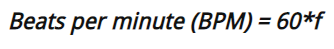 Beats per minute (BPM) = 60*f